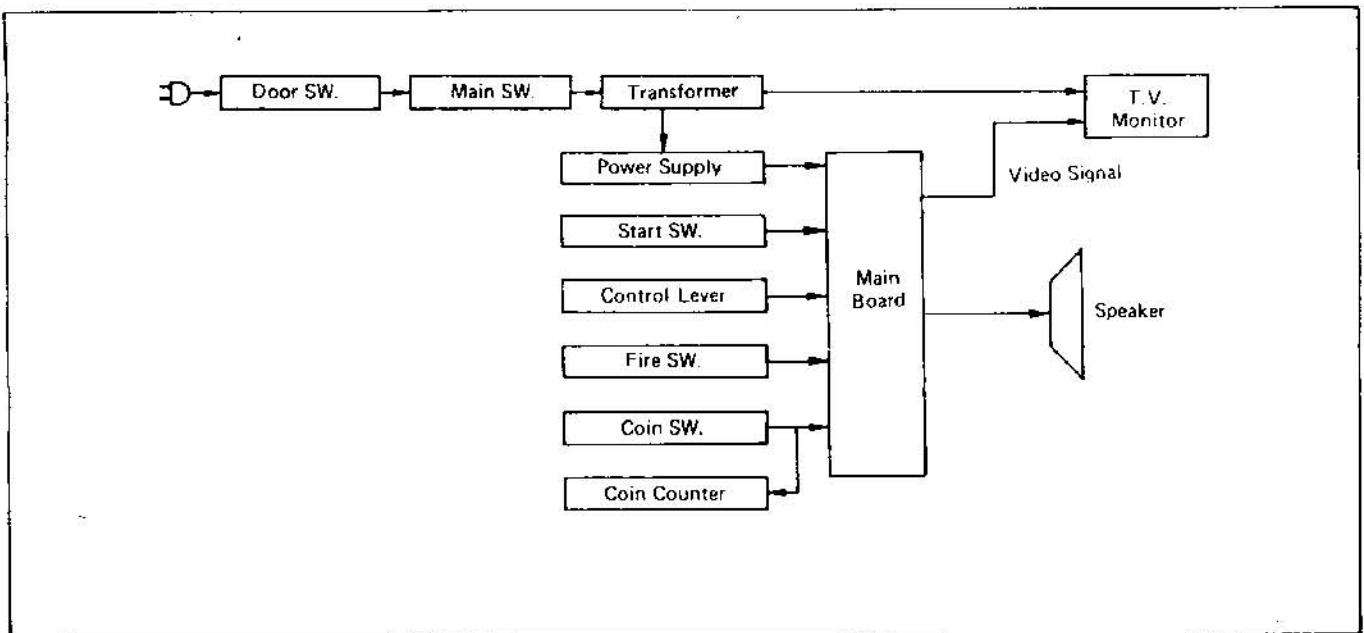 Door SW.
Main SW.
Transformer
T.V.
Monitor
Power Supply
Video Signal
Start SW.
Main
Board
Control Lever
Speaker
Fire SW.
Coin SW.
Coin Counter